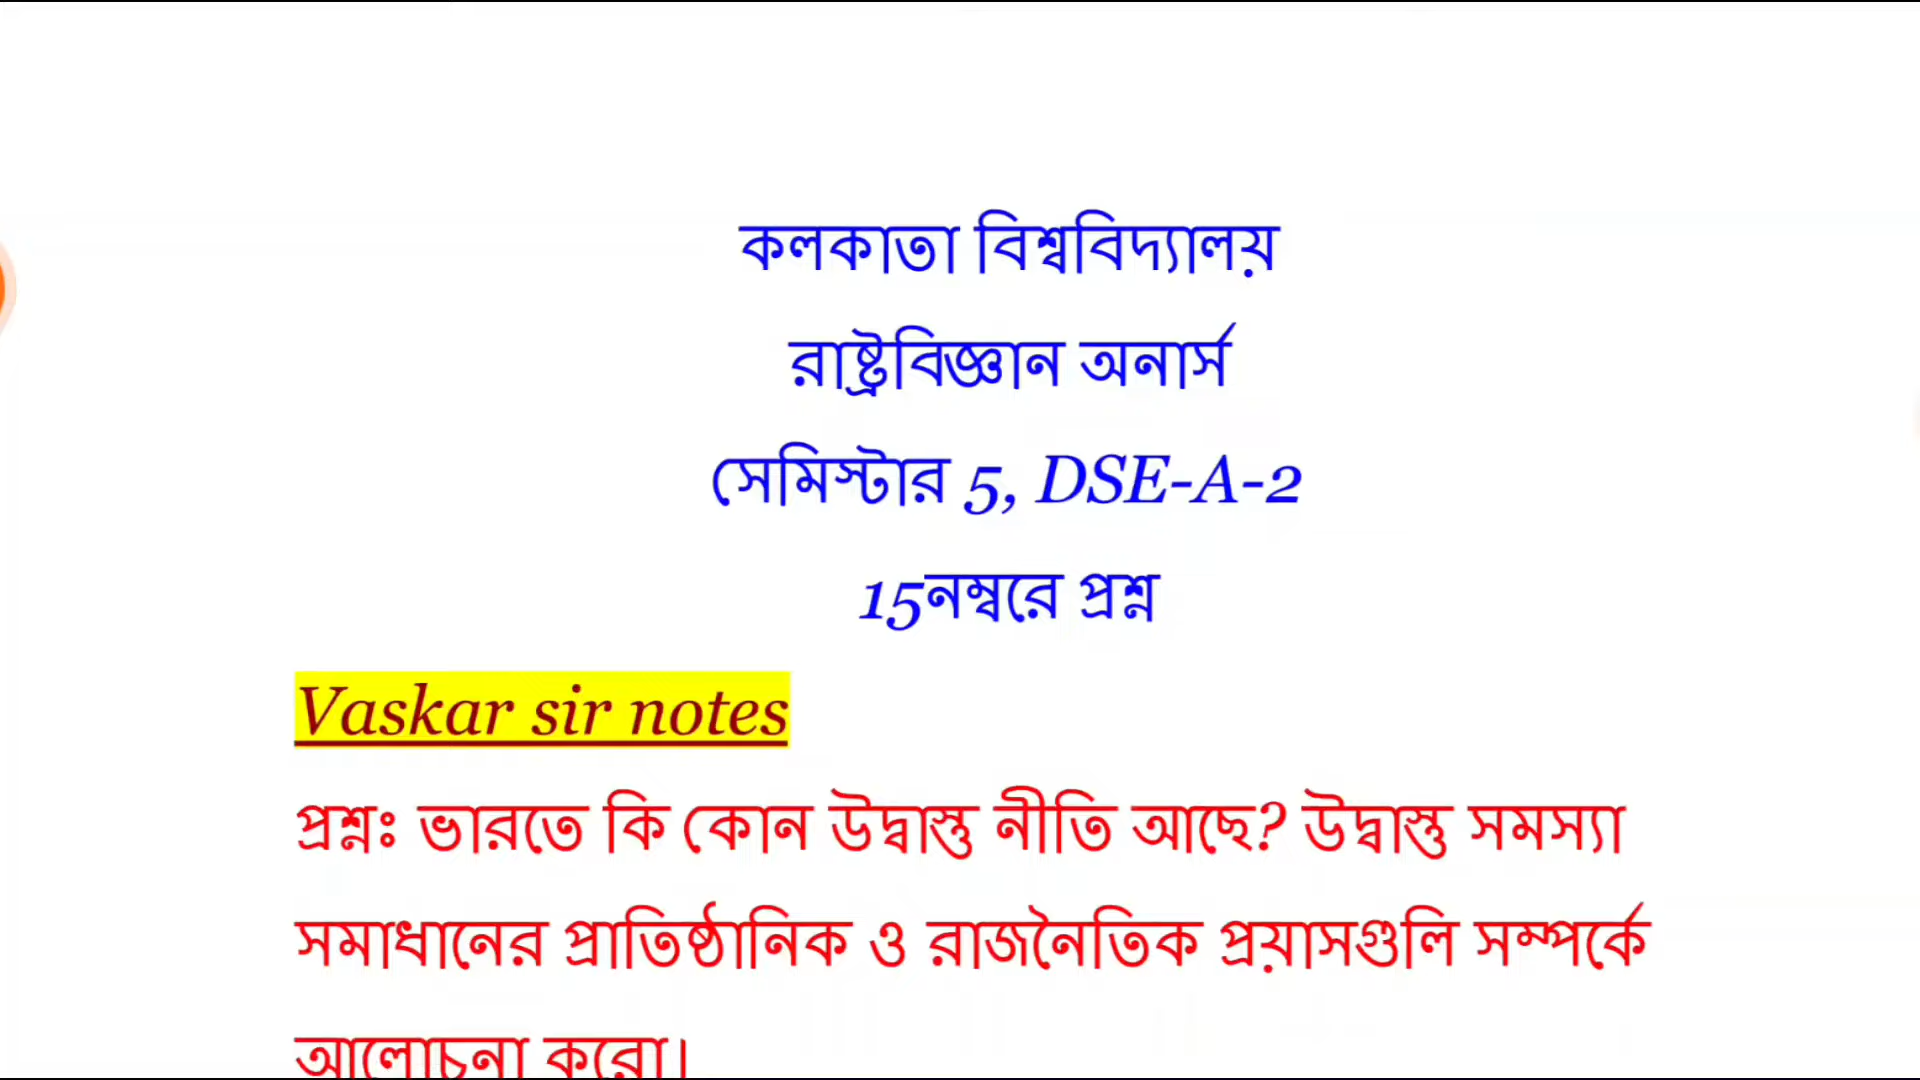 কলকাতা বিশ্ববিদ্যালয়
রাষ্ট্রবিজ্ঞান অনার্স
সেমিস্টার 5, DSE-A-2
15নম্বরে প্রশ্ন
Vaskar sir notes
প্রশ্নঃ ভারতে কি কোন উদ্বাস্তু নীতি আছে? উদ্বাস্তু সমস্যা
সমাধানের প্রাতিষ্ঠানিক ও রাজনৈতিক প্রয়াসগুলি সম্পর্কে
আলোচনা করো।